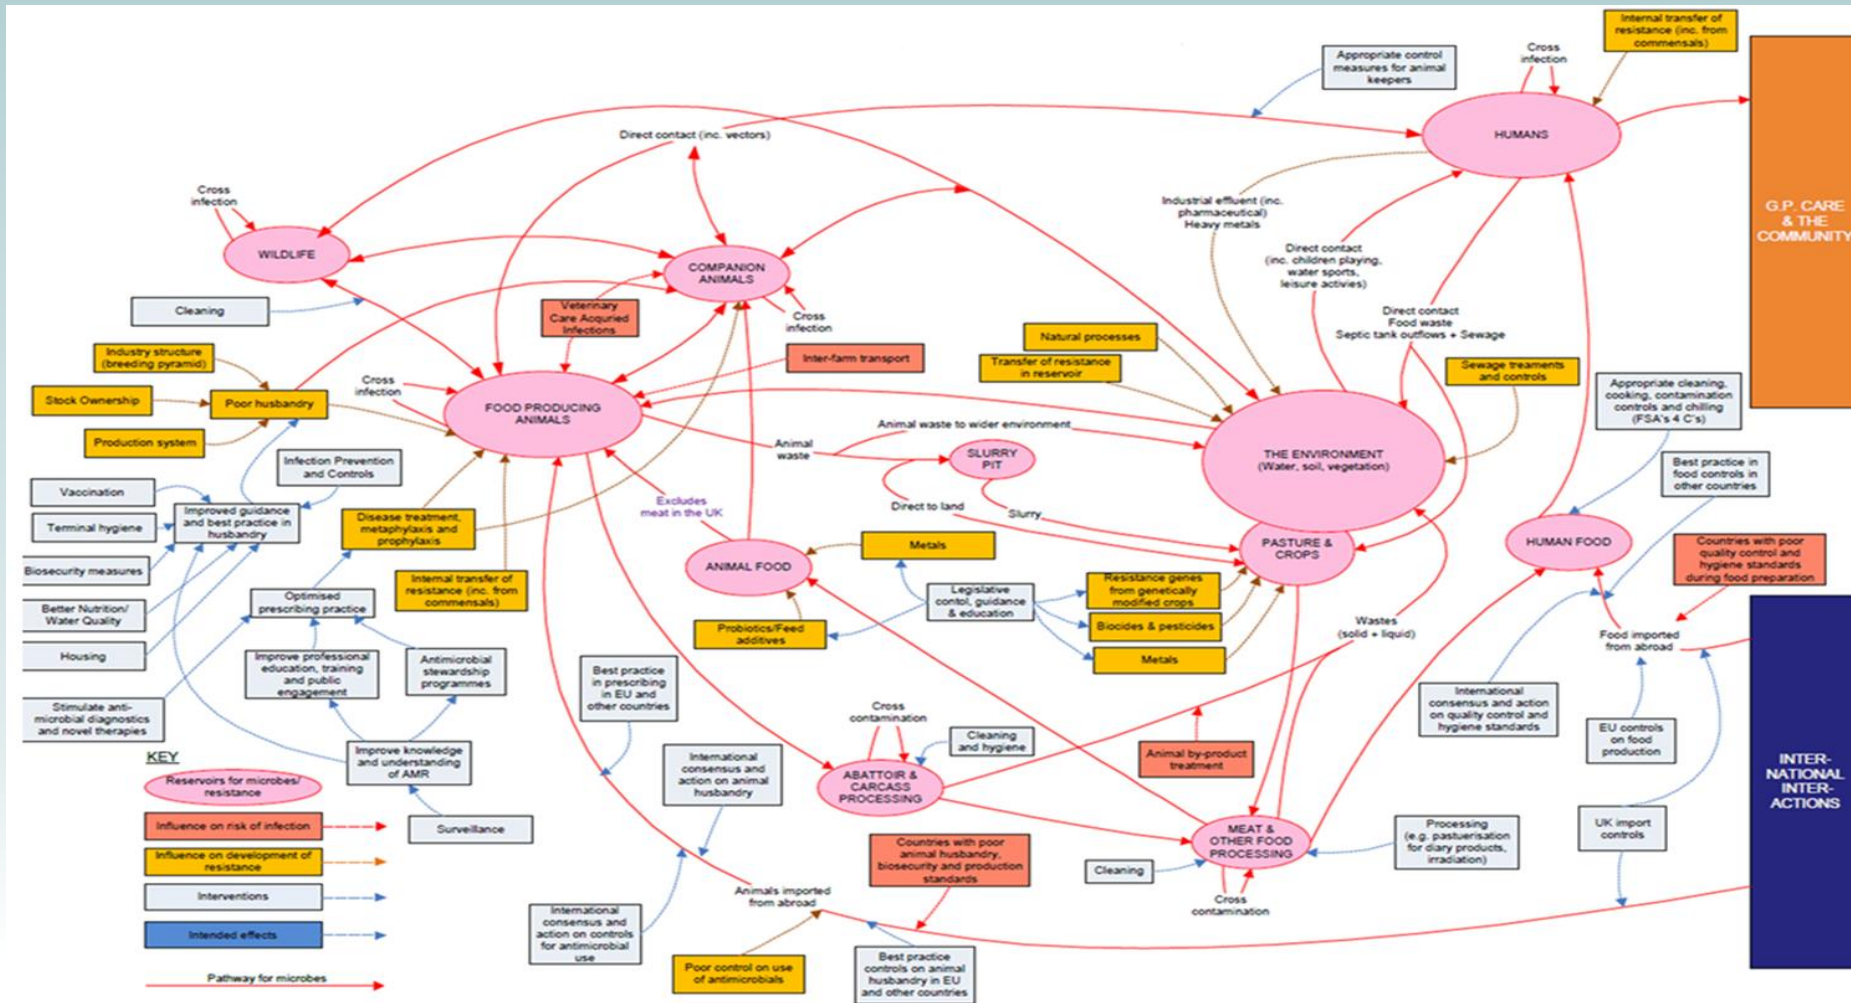 Internal transfer of
resistance (inc. from
commensals)
Cross
infection
Appropriate control
measures for animal
keepers
HUMANS
Direct contact (inc. vectors)
G.P. CARE
& THE
COMMUNITY
Cross
infection
WILDLIFE
COMPANION
ANIMALS
Industrial effluent (inc.
pharmaceutical)
Heavy metals
Direct contact
(inc. children playing,
water sports,
leisure activies)
Cleaning
Veterinary
Care Acquried
Infections
Cross
infection
Direct contact
Food waste
Septic tank outflows + Sewage
Natural processes
Transfer of resistance
in reservoir
Sewage treaments
and controls
Industry structure
(breeding pyramid)
Inter-farm transport
Stock Ownership
Poor husbandry
Cross
infection
FOOD PRODUCING
ANIMALS
Production system
Appropriate cleaning,
cooking, contamination
controls and chilling
(FSA's 4 C's)
Animal waste to wider environment
Animal
waste
SLURRY
PIT
THE ENVIRONMENT
(Water, soil, vegetation)
Best practice in
food controls in
other countries
Infection Prevention
and Controls
Vaccination
Terminal hygiene
Improved guidance
and best practice in
husbandry
Disease treatment,
metaphylaxis and
prophylaxis
Excludes
meat in the UK
Direct to land
Slurry
Biosecurity measures
ANIMAL FOOD
Metals
PASTURE &
CROPS
HUMAN FOOD
Countries with poor
quality control and
hygiene standards
during food preparation
Better Nutrition/
Water Quality
Optimised
prescribing practice
Internal transfer of
resistance (inc. from
commensals)
Legislative
contol, guidance
& education
Resistance genes
from genetically
modified crops
Biocides & pesticides
Metals
Probiotics/Feed
additives
Wastes
(solid + liquid)
Food imported
from abroad
Housing
Improve professional
education, training
and public
engagement
Antimicrobial
stewardship
programmes
Best practice
in prescribing
in EU and
other countries
Stimulate anti-
microbial diagnostics
and novel therapies
Cross
contamination
Cleaning
and hygiene
Animal by-product
treatment
International
consensus and
action on quality
control and
hygiene standards
EU controls
on food
production
KEY
Reservoirs for microbes/
resistance
Improve knowledge
and understanding
of AMR
International
consensus and
action on animal
husbandry
ABATTOIR &
CARCASS
PROCESSING
INTER-
NATIONAL
INTER-
ACTIONS
Influence on risk of infection
Surveillance
Influence on development of
resistance
Countries with poor
animal husbandry,
biosecurity and production
standards
MEAT &
OTHER FOOD
PROCESSING
Processing
(e.g. pastuerisation
for diary products,
irradiation)
UK import
controls
Cleaning
Cross
contamination
Interventions
Animals imported
from abroad
Intended effects
International
consensus and
action on controls
for antimicrobial
use
Poor control on use
of antimicrobials
Best practice
controls on animal
husbandry in EU
and other countries
Pathway for microbes